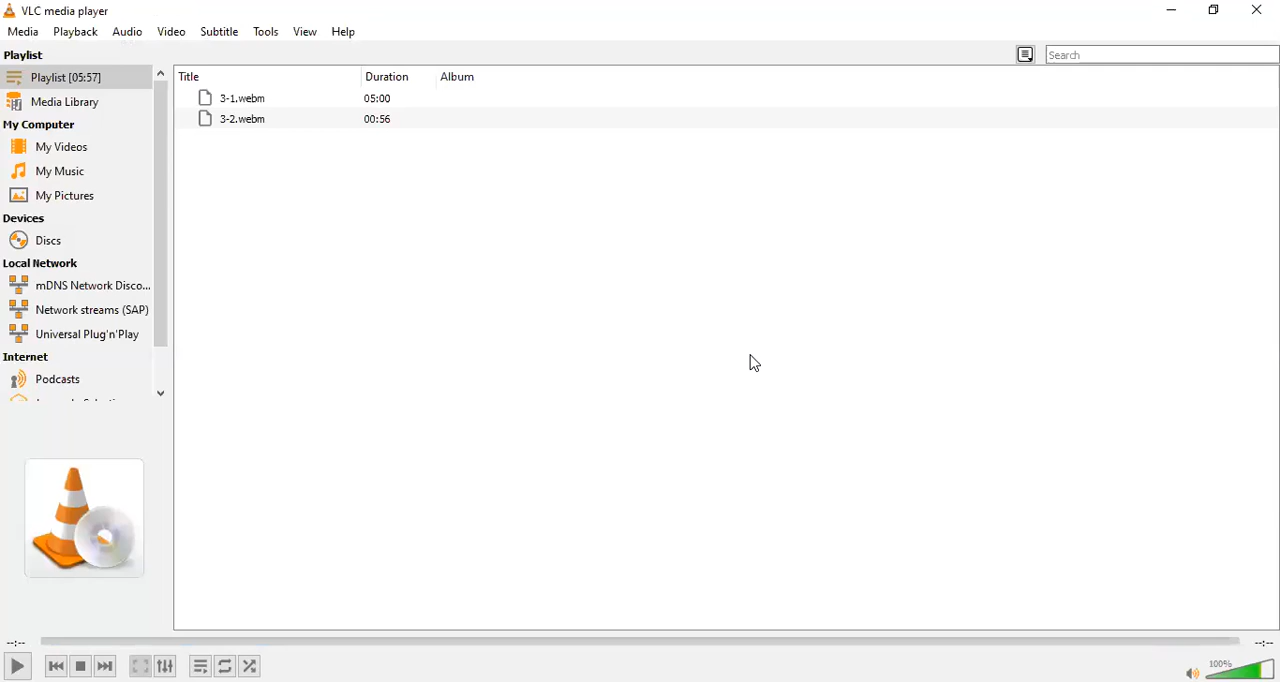 VLC media player
Media Playback Audio Video Subtitle Tools View Help
Playlist
Search
Playlist [05:57]
Media Library
My Computer
My Videos
My Music
My Pictures
Devices
Discs
Local Network
mDNS Network Disco...
Network streams (SAP)
Universal Plug'n'Play
Internet
Podcasts
Title Duration Album
3-1.webm 05:00
3-2.webm 00:56
--:-- --:--
100%